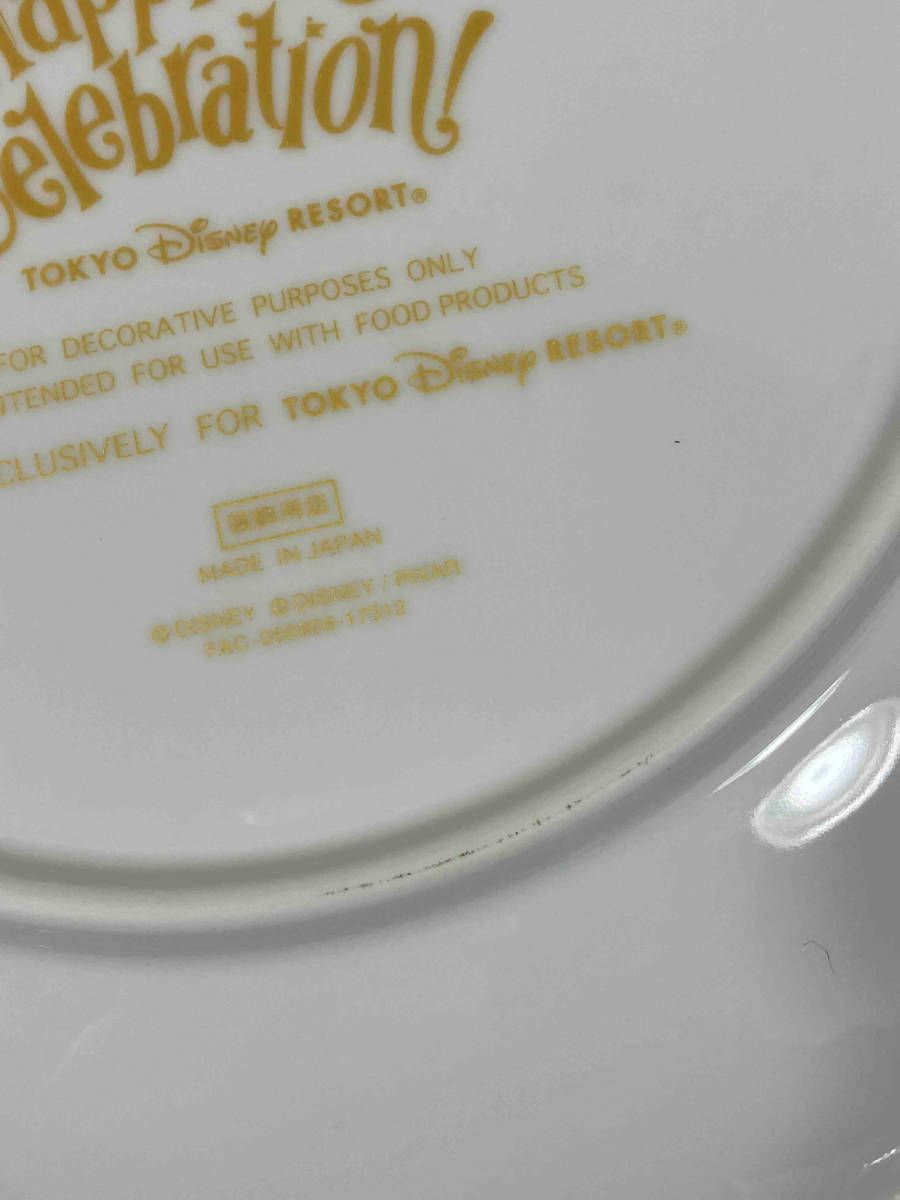 Celebration!
TOKYO Disney RESORT®
FOR DECORATIVE PURPOSES ONLY
INTENDED FOR USE WITH FOOD PRODUCTS
EXCLUSIVELY FOR TOKYO Disney RESORT®
MADE IN JAPAN
© DISNEY © DISNEY / PIXAR